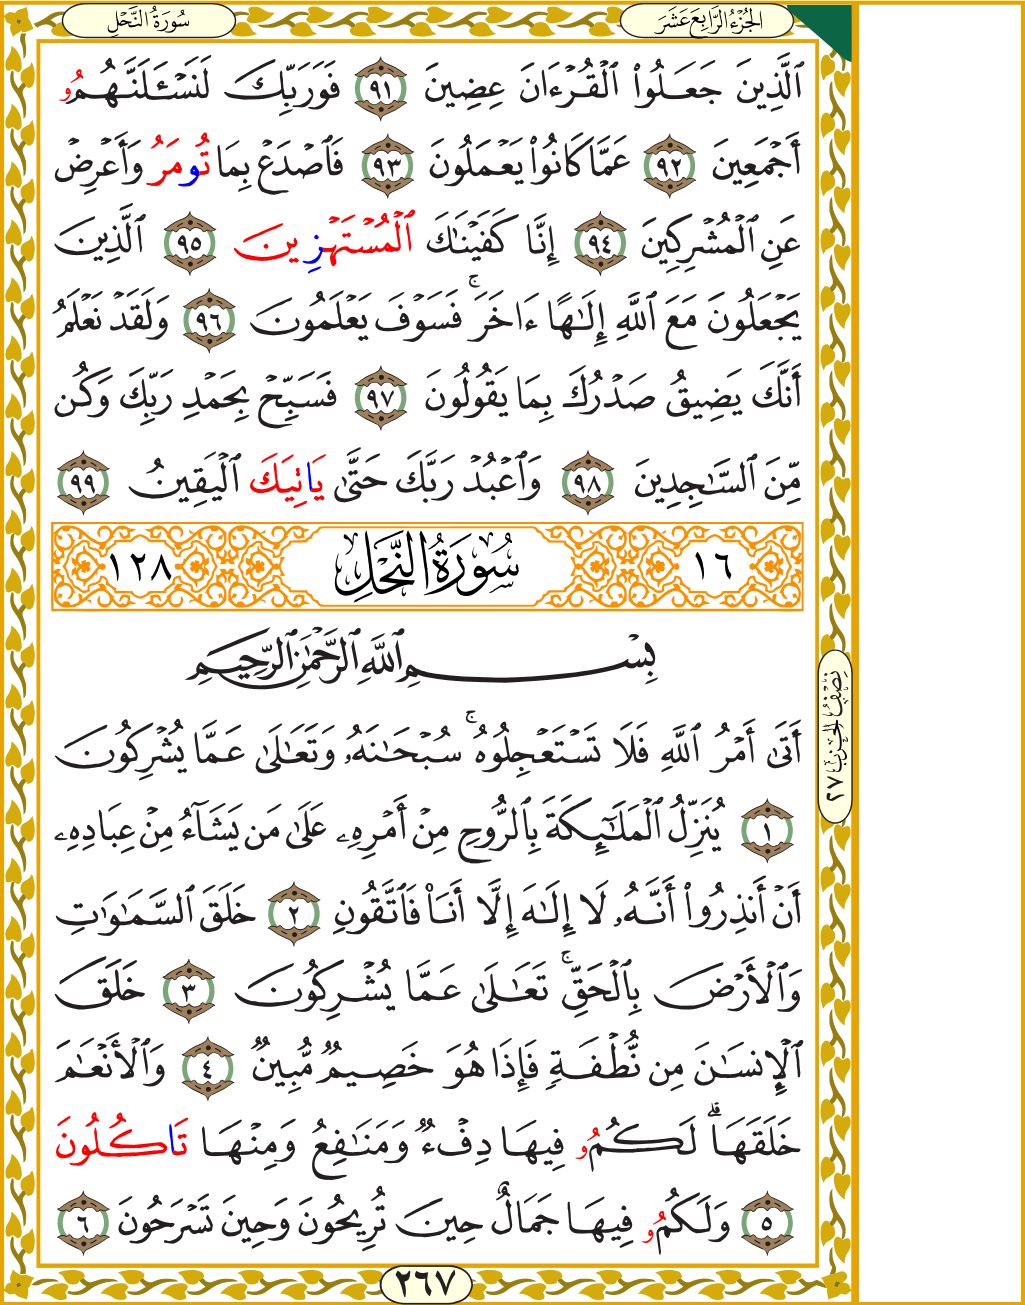 سُورَةُ النَّحْلِ
الجُزْءُ الرَّابِعَ عَشَرَ
ٱلَّذِينَ جَعَلُوا۟ ٱلْقُرْءَانَ عِضِينَ ٩١ فَوَرَبِّكَ لَنَسْـَٔلَنَّهُمُۥ
أَجْمَعِينَ ٩٢ عَمَّا كَانُوا۟ يَعْمَلُونَ ٩٣ فَٱصْدَعْ بِمَا تُومَرُ وَأَعْرِضْ
عَنِ ٱلْمُشْرِكِينَ ٩٤ إِنَّا كَفَيْنَٰكَ ٱلْمُسْتَهْزِينَ ٩٥ ٱلَّذِينَ
يَجْعَلُونَ مَعَ ٱللَّهِ إِلَٰهًا ءَاخَرَ ۚ فَسَوْفَ يَعْلَمُونَ ٩٦ وَلَقَدْ نَعْلَمُ
أَنَّكَ يَضِيقُ صَدْرُكَ بِمَا يَقُولُونَ ٩٧ فَسَبِّحْ بِحَمْدِ رَبِّكَ وَكُن
مِّنَ ٱلسَّٰجِدِينَ ٩٨ وَٱعْبُدْ رَبَّكَ حَتَّىٰ يَاتِيَكَ ٱلْيَقِينُ ٩٩
١٦ سُورَةُ النَّحْلِ ١٢٨
بِسْمِ ٱللَّهِ ٱلرَّحْمَٰنِ ٱلرَّحِيمِ
أَتَىٰٓ أَمْرُ ٱللَّهِ فَلَا تَسْتَعْجِلُوهُ ۚ سُبْحَٰنَهُۥ وَتَعَٰلَىٰ عَمَّا يُشْرِكُونَ
١ يُنَزِّلُ ٱلْمَلَٰٓئِكَةَ بِٱلرُّوحِ مِنْ أَمْرِهِۦ عَلَىٰ مَن يَشَآءُ مِنْ عِبَادِهِۦ
أَنْ أَنذِرُوٓا۟ أَنَّهُۥ لَآ إِلَٰهَ إِلَّآ أَنَا۠ فَٱتَّقُونِ ٢ خَلَقَ ٱلسَّمَٰوَٰتِ
وَٱلْأَرْضَ بِٱلْحَقِّ ۚ تَعَٰلَىٰ عَمَّا يُشْرِكُونَ ٣ خَلَقَ
ٱلْإِنسَٰنَ مِن نُّطْفَةٍ فَإِذَا هُوَ خَصِيمٌ مُّبِينٌ ٤ وَٱلْأَنْعَٰمَ
خَلَقَهَا ۗ لَكُمُۥ فِيهَا دِفْءٌ وَمَنَٰفِعُ وَمِنْهَا تَاكُلُونَ
٥ وَلَكُمُۥ فِيهَا جَمَالٌ حِينَ تُرِيحُونَ وَحِينَ تَسْرَحُونَ ٦
نِصْفُ الحِزْبِ ٢٧
٢٦٧